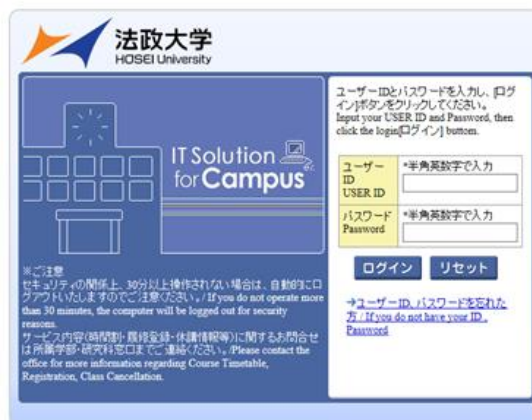 法政大学
HOSEI University
IT Solution
for Campus
※ご注意
セキュリティの関係上、30分以上操作されない場合は、自動的にロ
グアウトいたしますのでご注意ください。/ If you do not operate more
than 30 minutes, the computer will be logged out for security
reasons.
サービス内容(時間割・履修登録・休講情報等)に関するお問合せ
は所属学部・研究科窓口までご連絡ください。/Please contact the
office for more information regarding Course Timetable,
Registration, Class Cancellation.
ユーザーIDとパスワードを入力し、[ログ
イン]ボタンをクリックしてください。
Input your USER ID and Password, then
click the login[ログイン] buttom.
ユーザー
ID
USER ID
*半角英数字で入力
パスワード
Password
*半角英数字で入力
ログイン リセット
→ユーザーID、パスワードを忘れた
方 / If you do not have your ID 、
Password